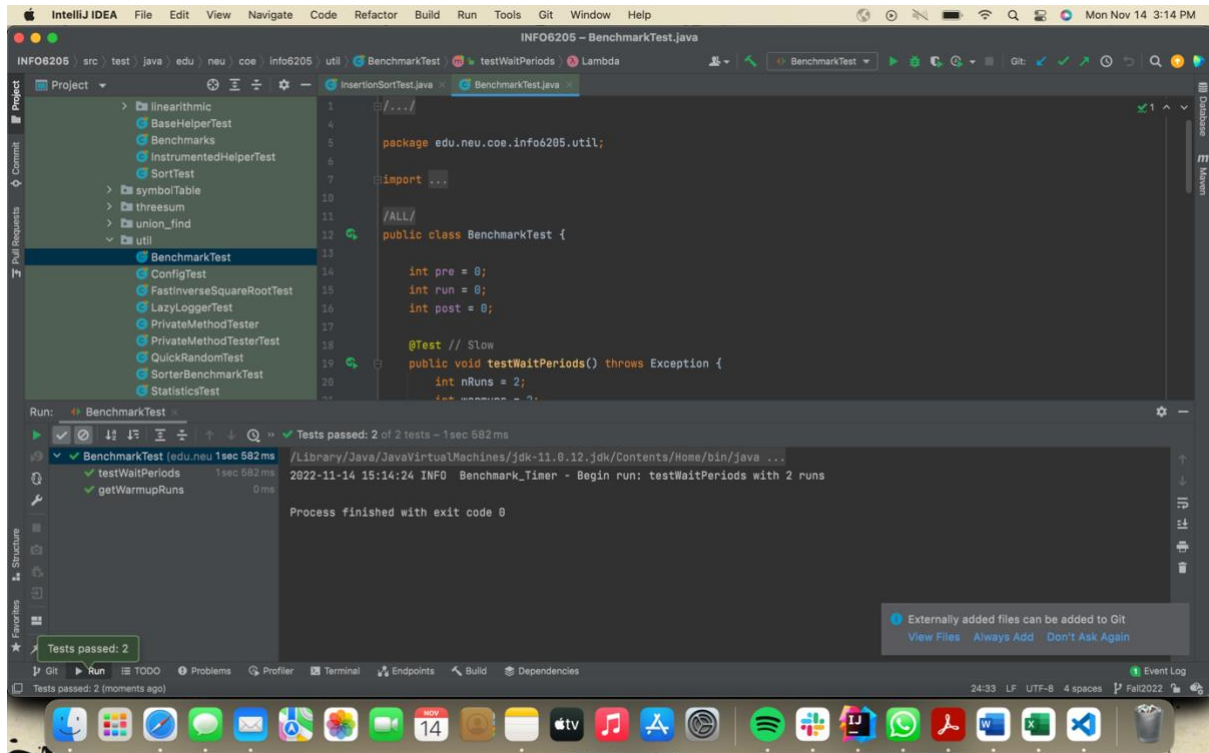 IntelliJ IDEA File Edit View Navigate Code Refactor Build Run Tools Git Window Help Mon Nov 14 3:14 PM
INFO6205 – BenchmarkTest.java
INFO6205 src test java edu neu coe info6205 util BenchmarkTest testWaitPeriods Lambda BenchmarkTest Git:
Project InsertionSortTest.java BenchmarkTest.java
Project
Commit
Pull Requests
linearithmic
BaseHelperTest
Benchmarks
InstrumentedHelperTest
SortTest
symbolTable
threesum
union_find
util
BenchmarkTest
ConfigTest
FastInverseSquareRootTest
LazyLoggerTest
PrivateMethodTester
PrivateMethodTesterTest
QuickRandomTest
SorterBenchmarkTest
StatisticsTest
1 /.../
4
5 package edu.neu.coe.info6205.util;
6
7 import ...
10
11 /ALL/
12 public class BenchmarkTest {
13
14 int pre = 0;
15 int run = 0;
16 int post = 0;
17
18 @Test // Slow
19 public void testWaitPeriods() throws Exception {
20 int nRuns = 2;
1
Database
m Maven
Run: BenchmarkTest
Tests passed: 2 of 2 tests – 1 sec 582 ms
BenchmarkTest (edu.neu 1 sec 582 ms
testWaitPeriods 1 sec 582 ms
getWarmupRuns 0 ms
/Library/Java/JavaVirtualMachines/jdk-11.0.12.jdk/Contents/Home/bin/java ...
2022-11-14 15:14:24 INFO Benchmark_Timer - Begin run: testWaitPeriods with 2 runs
Process finished with exit code 0
Structure
Favorites
Externally added files can be added to Git
View Files Always Add Don't Ask Again
Tests passed: 2
Git Run TODO Problems Profiler Terminal Endpoints Build Dependencies 1 Event Log
Tests passed: 2 (moments ago) 24:33 LF UTF-8 4 spaces Fall2022
NOV
14
tv